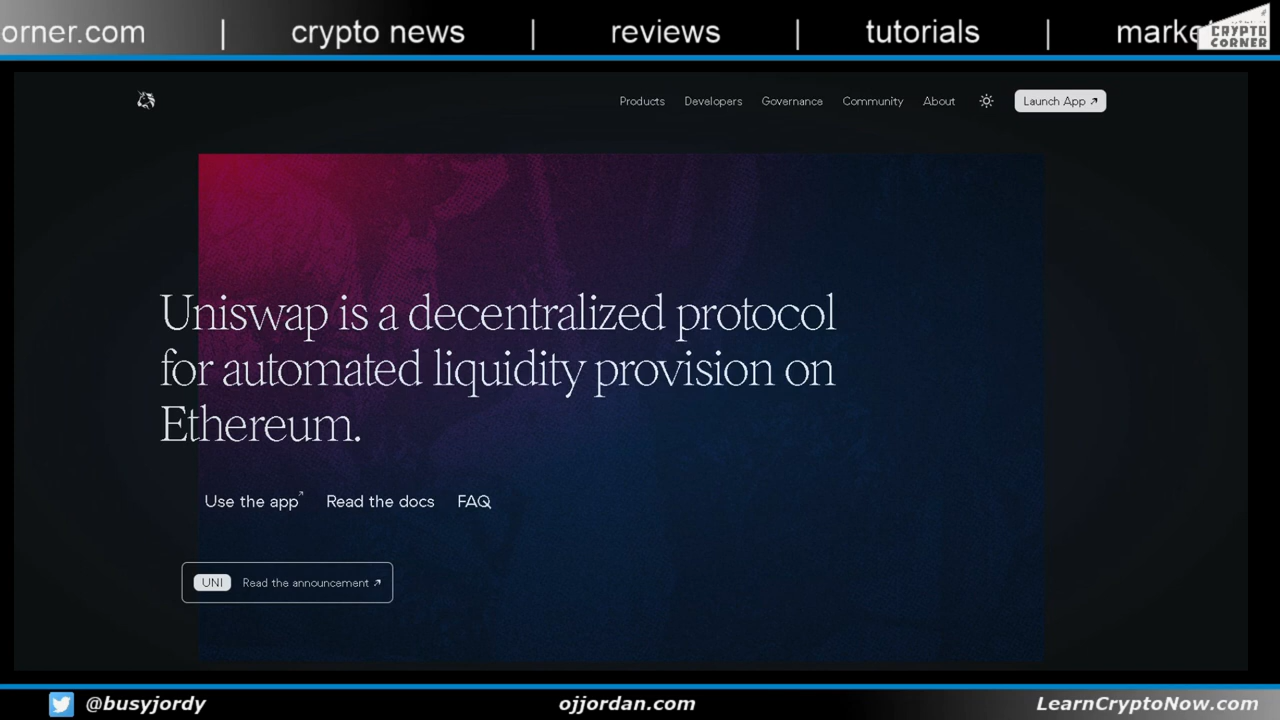 orner.com | crypto news | reviews | tutorials | marke
CRYPTO
CORNER
Products Developers Governance Community About Launch App ↗
Uniswap is a decentralized protocol
for automated liquidity provision on
Ethereum.
Use the app↗ Read the docs FAQ
UNI Read the announcement ↗
@busyjordy ojjordan.com LearnCryptoNow.com